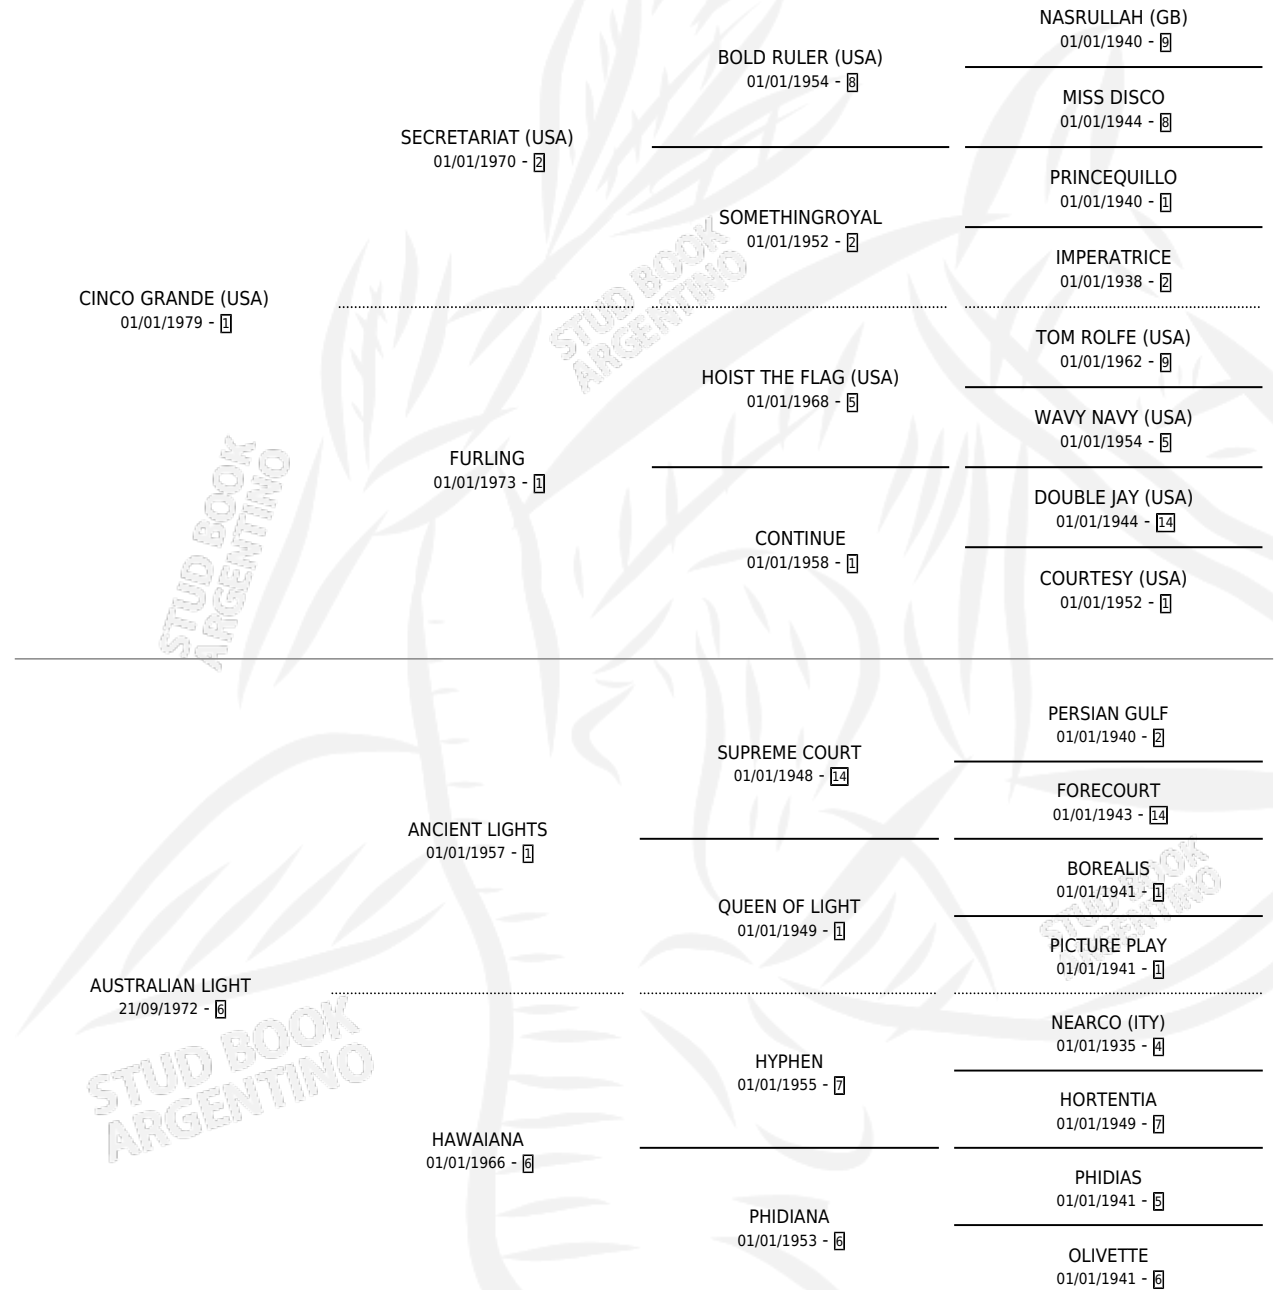 NASRULLAH (GB)
01/01/1940 - 9
BOLD RULER (USA)
01/01/1954 - 8
MISS DISCO
01/01/1944 - 8
SECRETARIAT (USA)
01/01/1970 - 2
PRINCEQUILLO
01/01/1940 - 1
SOMETHINGROYAL
01/01/1952 - 2
IMPERATRICE
01/01/1938 - 2
CINCO GRANDE (USA)
01/01/1979 - 1
TOM ROLFE (USA)
01/01/1962 - 9
HOIST THE FLAG (USA)
01/01/1968 - 5
WAVY NAVY (USA)
01/01/1954 - 5
FURLING
01/01/1973 - 1
DOUBLE JAY (USA)
01/01/1944 - 14
CONTINUE
01/01/1958 - 1
COURTESY (USA)
01/01/1952 - 1
PERSIAN GULF
01/01/1940 - 2
SUPREME COURT
01/01/1948 - 14
FORECOURT
01/01/1943 - 14
ANCIENT LIGHTS
01/01/1957 - 1
BOREALIS
01/01/1941 - 1
QUEEN OF LIGHT
01/01/1949 - 1
PICTURE PLAY
01/01/1941 - 1
AUSTRALIAN LIGHT
21/09/1972 - 6
NEARCO (ITY)
01/01/1935 - 4
HYPHEN
01/01/1955 - 7
HORTENTIA
01/01/1949 - 7
HAWAIANA
01/01/1966 - 6
PHIDIAS
01/01/1941 - 5
PHIDIANA
01/01/1953 - 6
OLIVETTE
01/01/1941 - 6
STUD BOOK
ARGENTINO
STUD BOOK
ARGENTINO
STUD BOOK
ARGENTINO
STUD BOOK
ARGENTINO